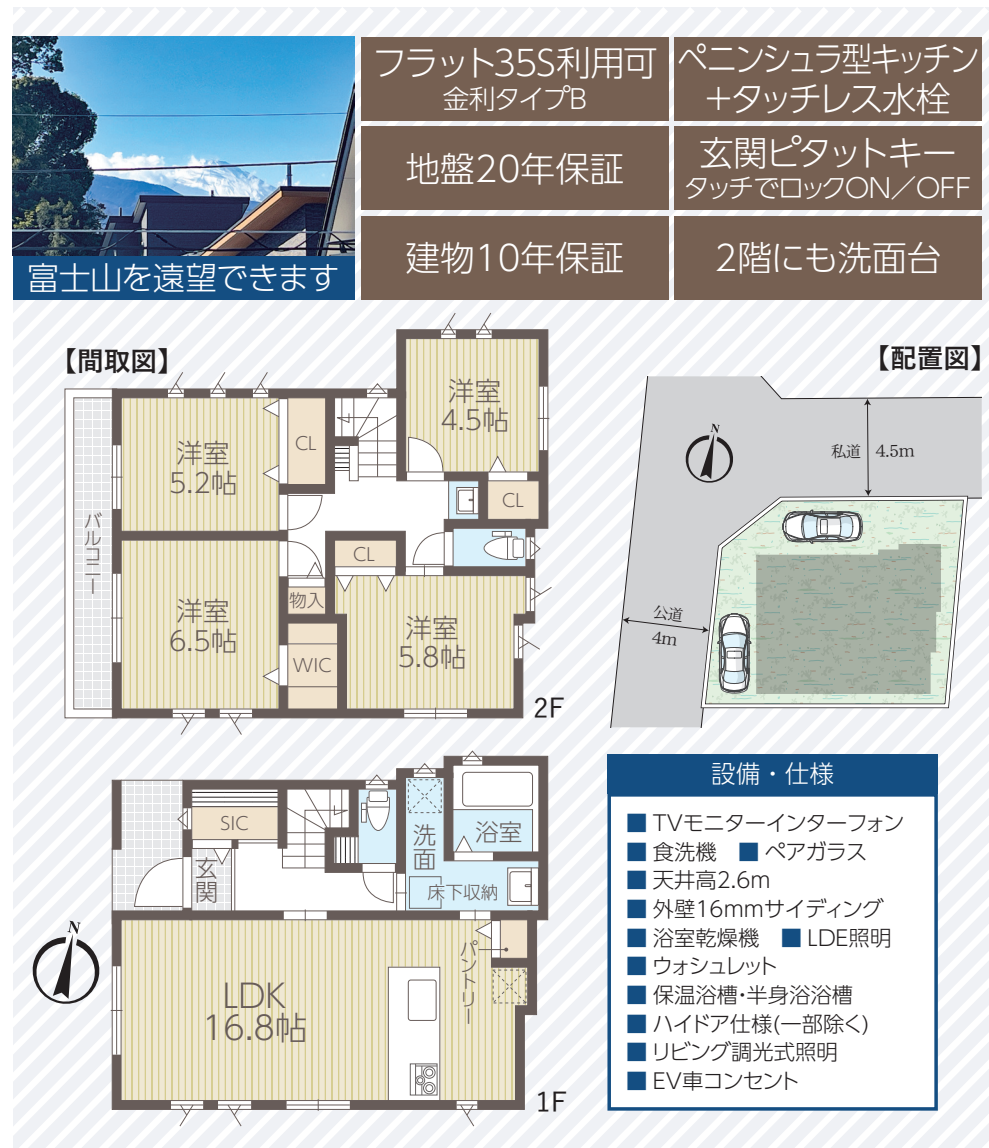 フラット35S利用可
金利タイプB
ペニンシュラ型キッチン
+タッチレス水栓
地盤20年保証
玄関ピタットキー
タッチでロックON／OFF
建物10年保証
2階にも洗面台
富士山を遠望できます
【間取図】
洋室
4.5帖
CL
洋室
5.2帖
CL
バルコニー
CL
物入
洋室
6.5帖
WIC
洋室
5.8帖
2F
【配置図】
N
私道 4.5m
公道
4m
SIC
玄関
洗面
浴室
床下収納
パントリー
N
LDK
16.8帖
1F
設備・仕様
■ TVモニターインターフォン
■ 食洗機 ■ ペアガラス
■ 天井高2.6m
■ 外壁16mmサイディング
■ 浴室乾燥機 ■ LDE照明
■ ウォシュレット
■ 保温浴槽・半身浴浴槽
■ ハイドア仕様(一部除く)
■ リビング調光式照明
■ EV車コンセント